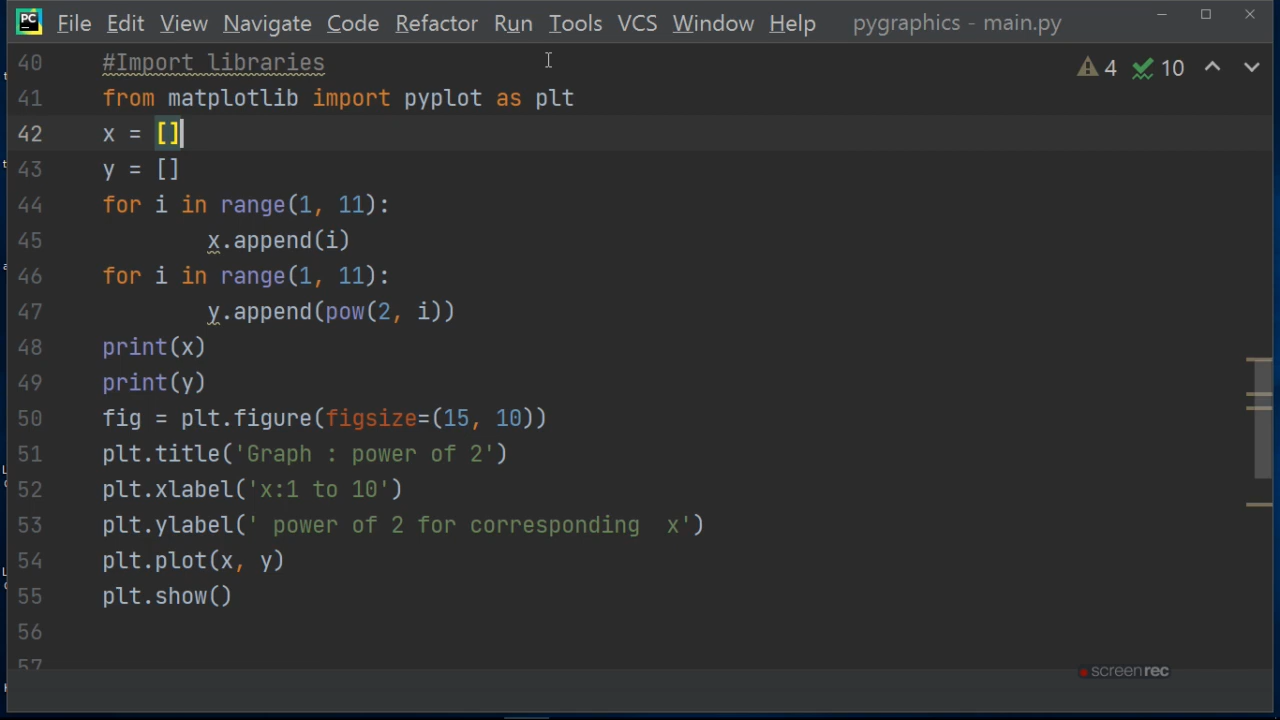 PC File Edit View Navigate Code Refactor Run Tools VCS Window Help pygraphics - main.py
4 10
40 #Import libraries
41 from matplotlib import pyplot as plt
42 x = []
43 y = []
44 for i in range(1, 11):
45 x.append(i)
46 for i in range(1, 11):
47 y.append(pow(2, i))
48 print(x)
49 print(y)
50 fig = plt.figure(figsize=(15, 10))
51 plt.title('Graph : power of 2')
52 plt.xlabel('x:1 to 10')
53 plt.ylabel(' power of 2 for corresponding  x')
54 plt.plot(x, y)
55 plt.show()
56
57
screenrec